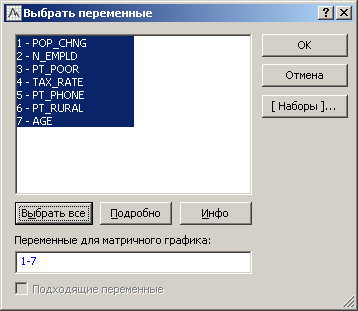 Выбрать переменные
1 - POP_CHNG
2 - N_EMPLD
3 - PT_POOR
4 - TAX_RATE
5 - PT_PHONE
6 - PT_RURAL
7 - AGE
OK
Отмена
[ Наборы ]...
Выбрать все
Подробно
Инфо
Переменные для матричного графика:
1-7
Подходящие переменные